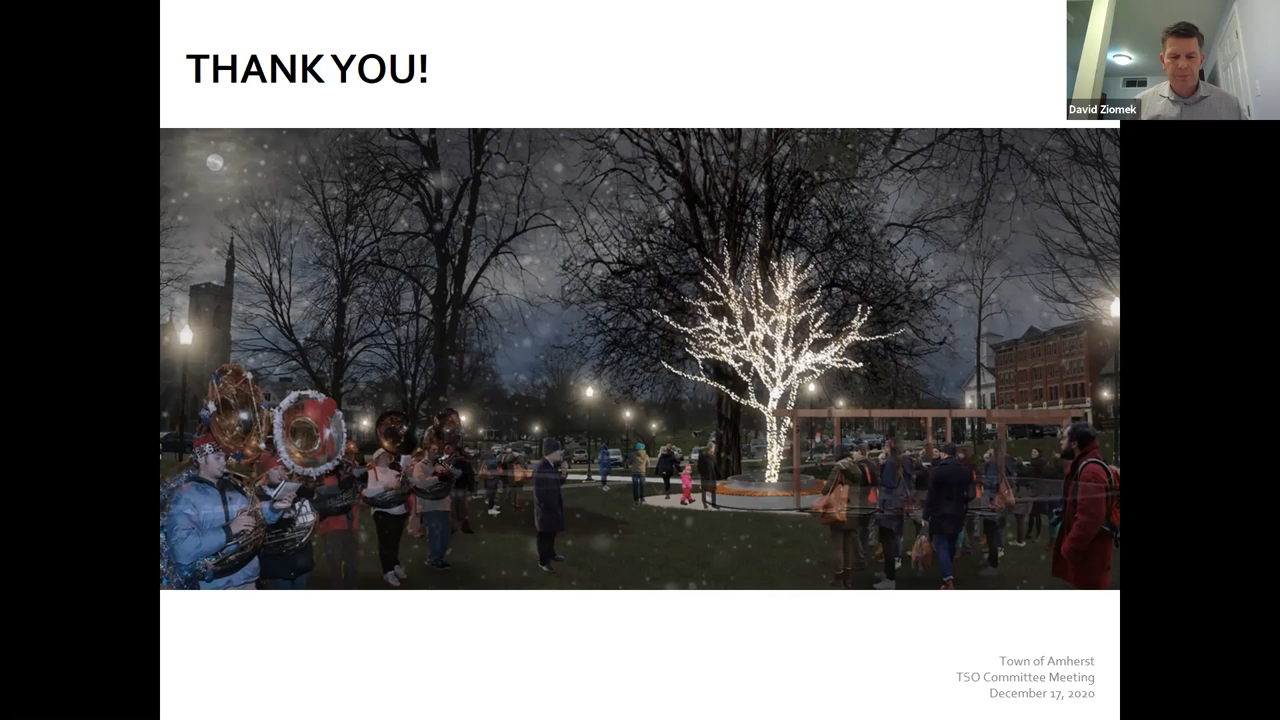 THANK YOU!
David Ziomek
Town of Amherst
TSO Committee Meeting
December 17, 2020